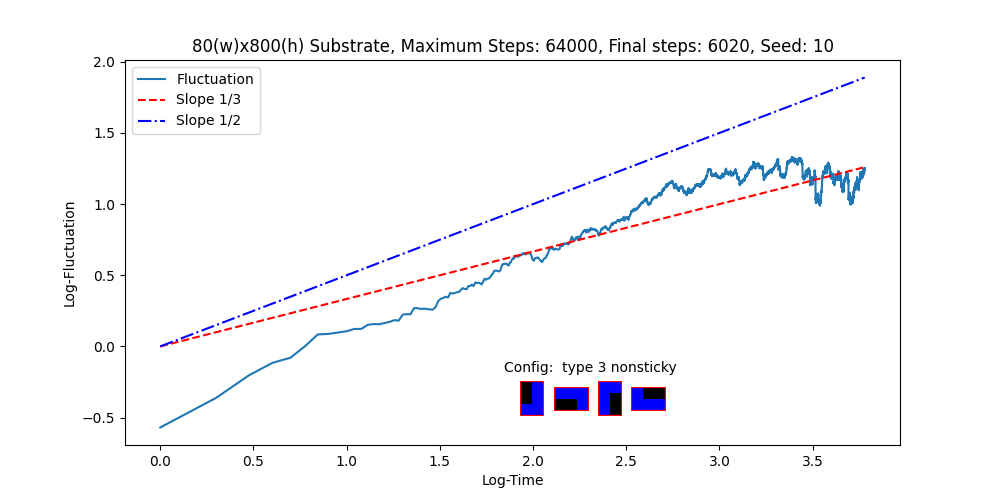 80(w)x800(h) Substrate, Maximum Steps: 64000, Final steps: 6020, Seed: 10
Fluctuation
Slope 1/3
Slope 1/2
2.0
1.5
1.0
0.5
0.0
−0.5
Log-Fluctuation
Config:  type 3 nonsticky
0.0 0.5 1.0 1.5 2.0 2.5 3.0 3.5
Log-Time